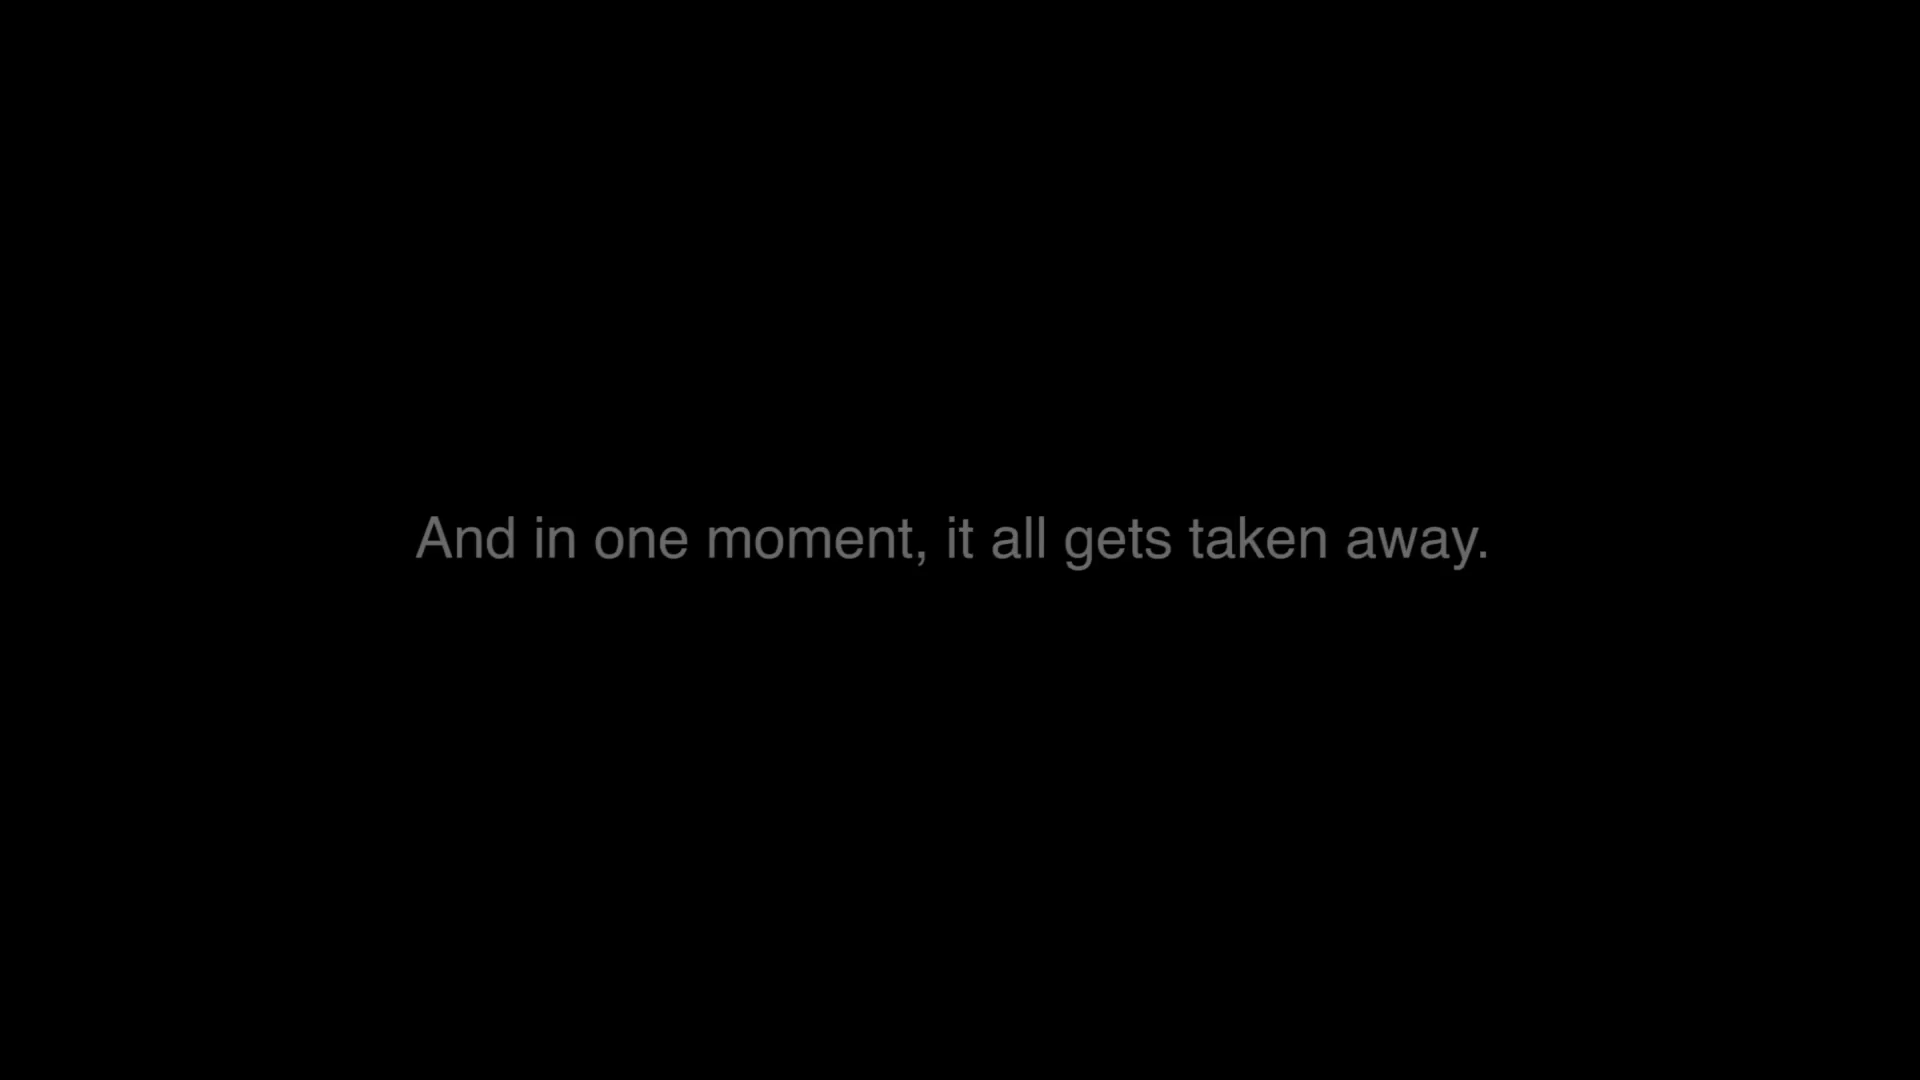 And in one moment, it all gets taken away.